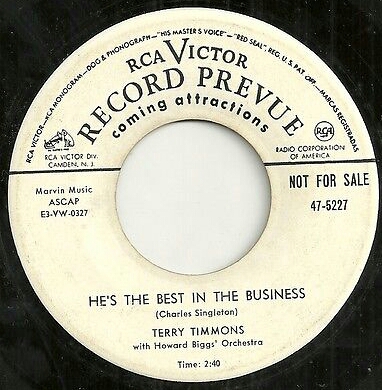 RCA VICTOR—RCA MONOGRAM—DOG & PHONOGRAPH—"HIS MASTER'S VOICE"—"RED SEAL", REG. U.S. PAT. OFF.—MARCAS REGISTRADAS
RCA VICTOR
RECORD PREVUE
coming attractions
RCA VICTOR DIV.
CAMDEN, N. J.
RCA
RADIO CORPORATION
OF AMERICA
Marvin Music
ASCAP
E3-VW-0327
NOT FOR SALE
47-5227
HE'S THE BEST IN THE BUSINESS
(Charles Singleton)
TERRY TIMMONS
with Howard Biggs' Orchestra
Time: 2:40